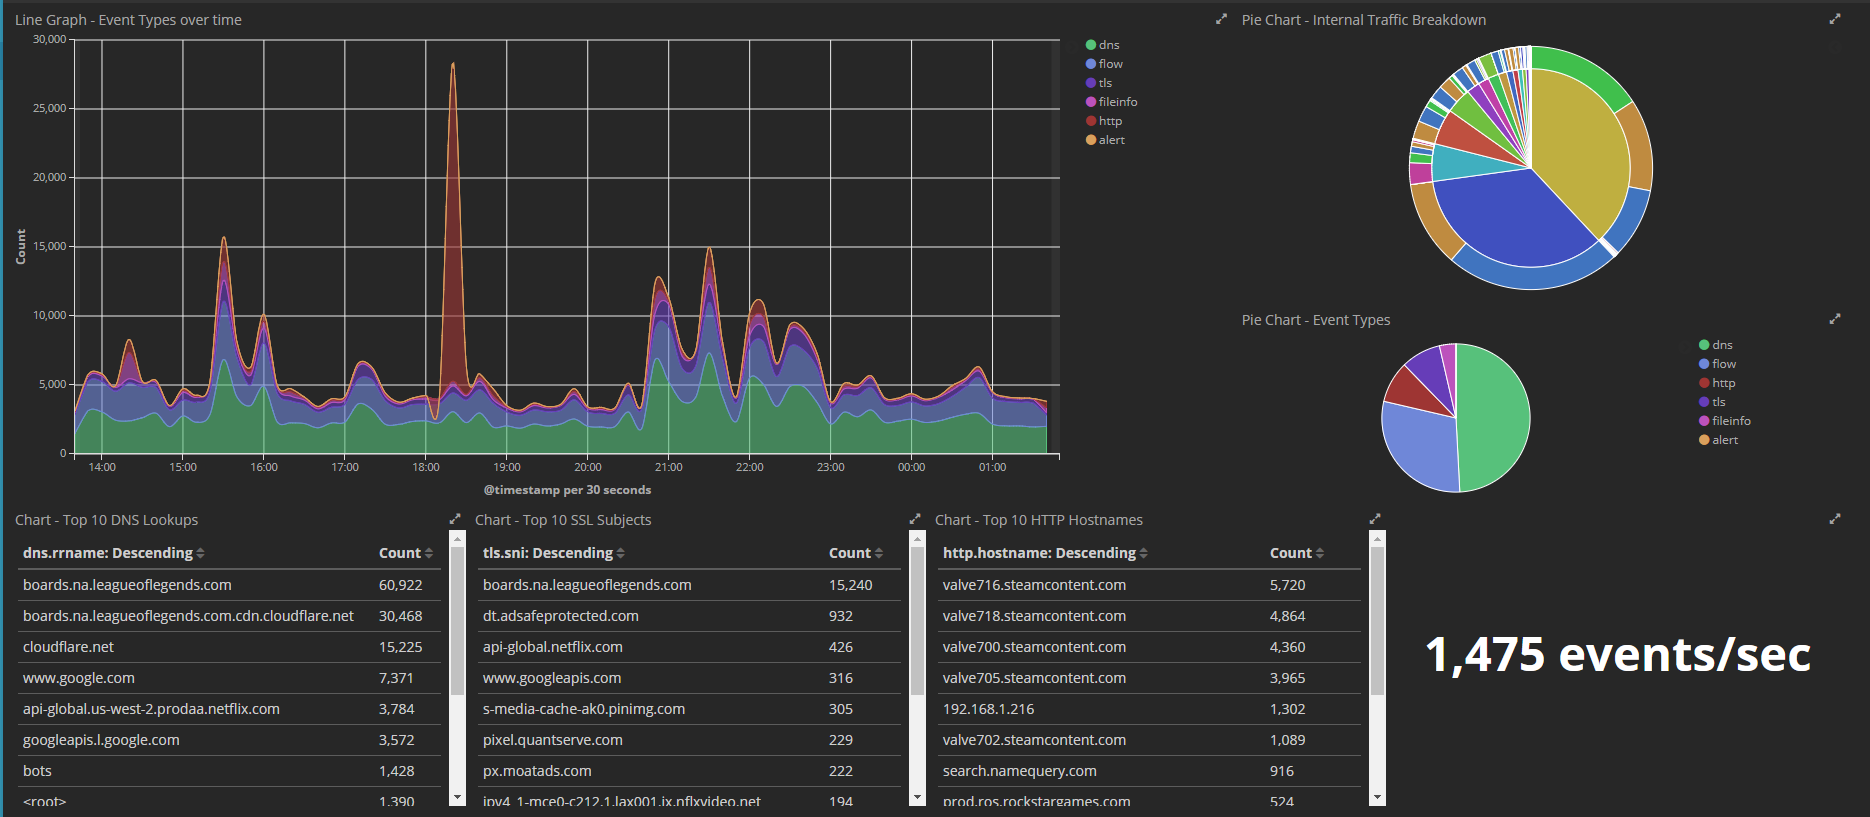 Line Graph - Event Types over time
30,000
25,000
20,000
15,000
10,000
5,000
0
Count
14:00 15:00 16:00 17:00 18:00 19:00 20:00 21:00 22:00 23:00 00:00 01:00
@timestamp per 30 seconds
dns
flow
tls
fileinfo
http
alert
Pie Chart - Internal Traffic Breakdown
Pie Chart - Event Types
dns
flow
http
tls
fileinfo
alert
Chart - Top 10 DNS Lookups
dns.rrname: Descending Count
boards.na.leagueoflegends.com 60,922
boards.na.leagueoflegends.com.cdn.cloudflare.net 30,468
cloudflare.net 15,225
www.google.com 7,371
api-global.us-west-2.prodaa.netflix.com 3,784
googleapis.l.google.com 3,572
bots 1,428
<root> 1,390
Chart - Top 10 SSL Subjects
tls.sni: Descending Count
boards.na.leagueoflegends.com 15,240
dt.adsafeprotected.com 932
api-global.netflix.com 426
www.googleapis.com 316
s-media-cache-ak0.pinimg.com 305
pixel.quantserve.com 229
px.moatads.com 222
ipv4_1-mce0-c212.1.lax001.ix.nflxvideo.net 194
Chart - Top 10 HTTP Hostnames
http.hostname: Descending Count
valve716.steamcontent.com 5,720
valve718.steamcontent.com 4,864
valve700.steamcontent.com 4,360
valve705.steamcontent.com 3,965
192.168.1.216 1,302
valve702.steamcontent.com 1,089
search.namequery.com 916
prod.ros.rockstargames.com 524
1,475 events/sec